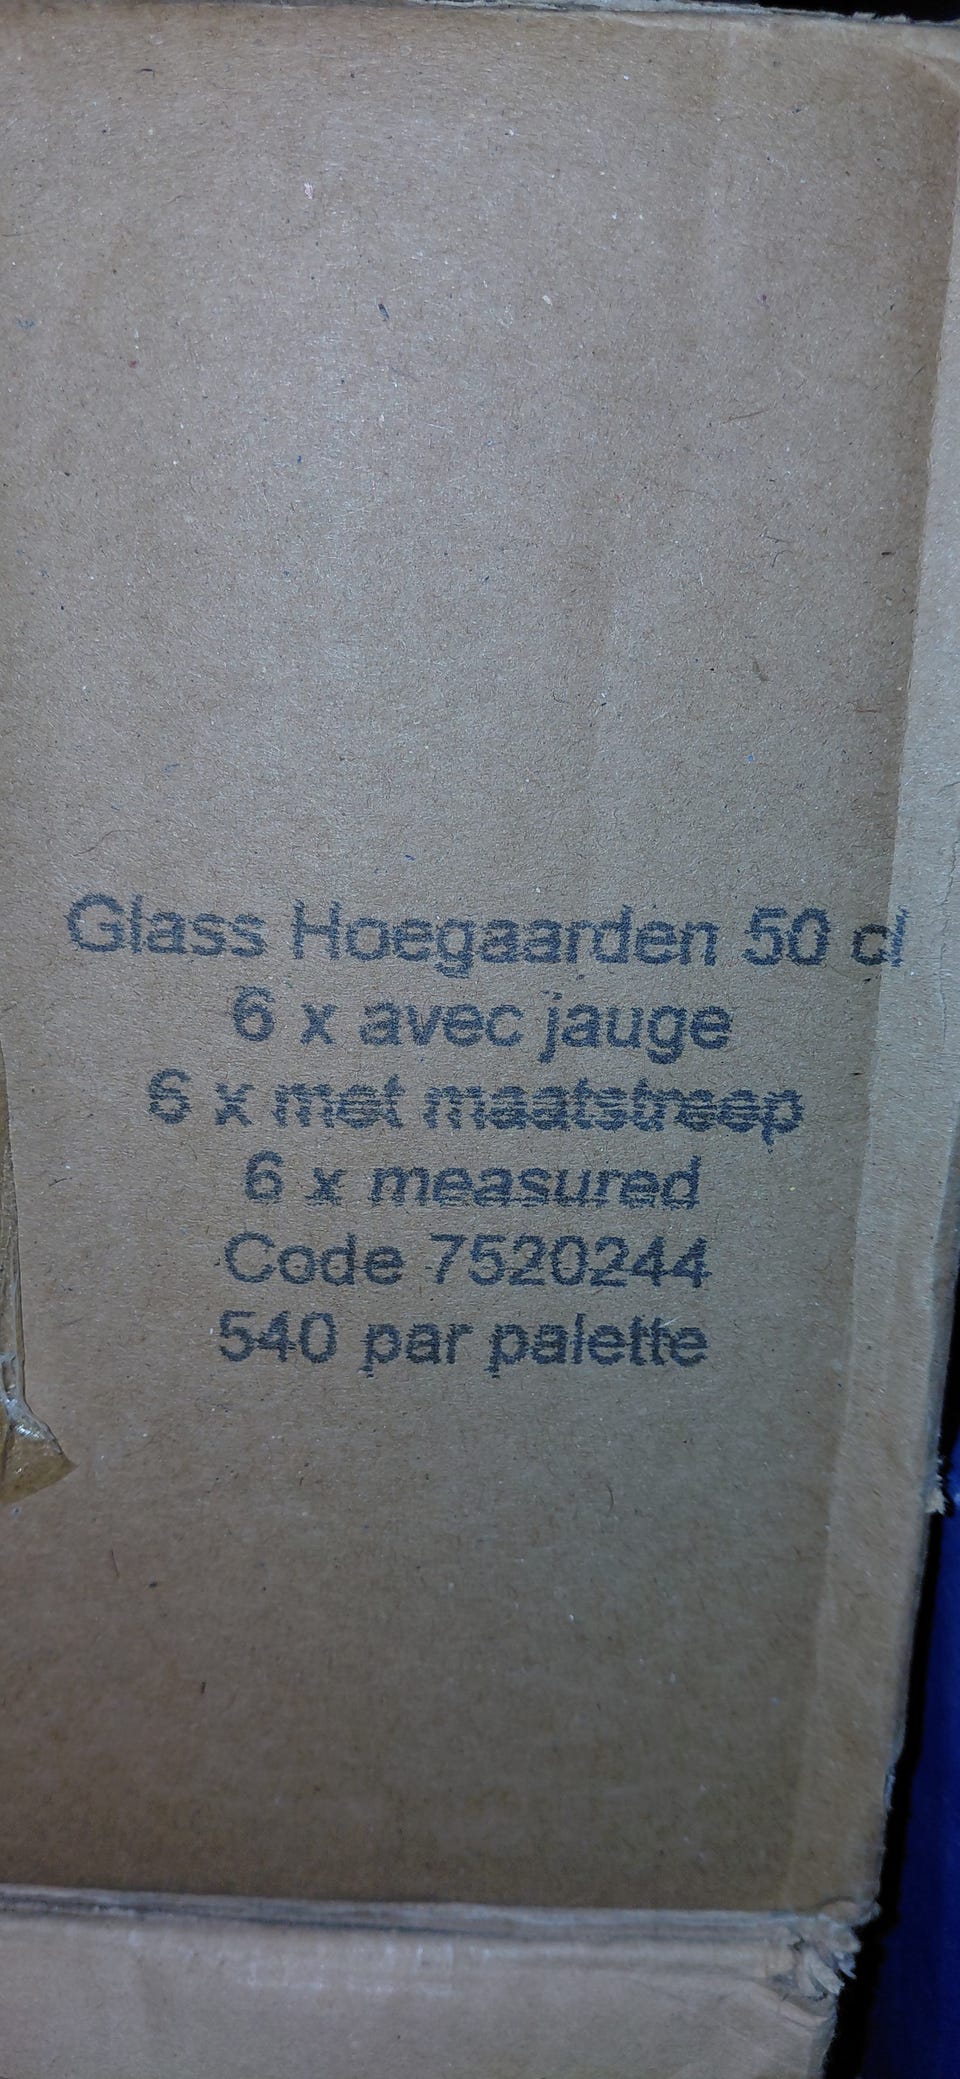 Glass Hoegaarden 50 cl
6 x avec jauge
6 x met maatstreep
6 x measured
Code 7520244
540 par palette